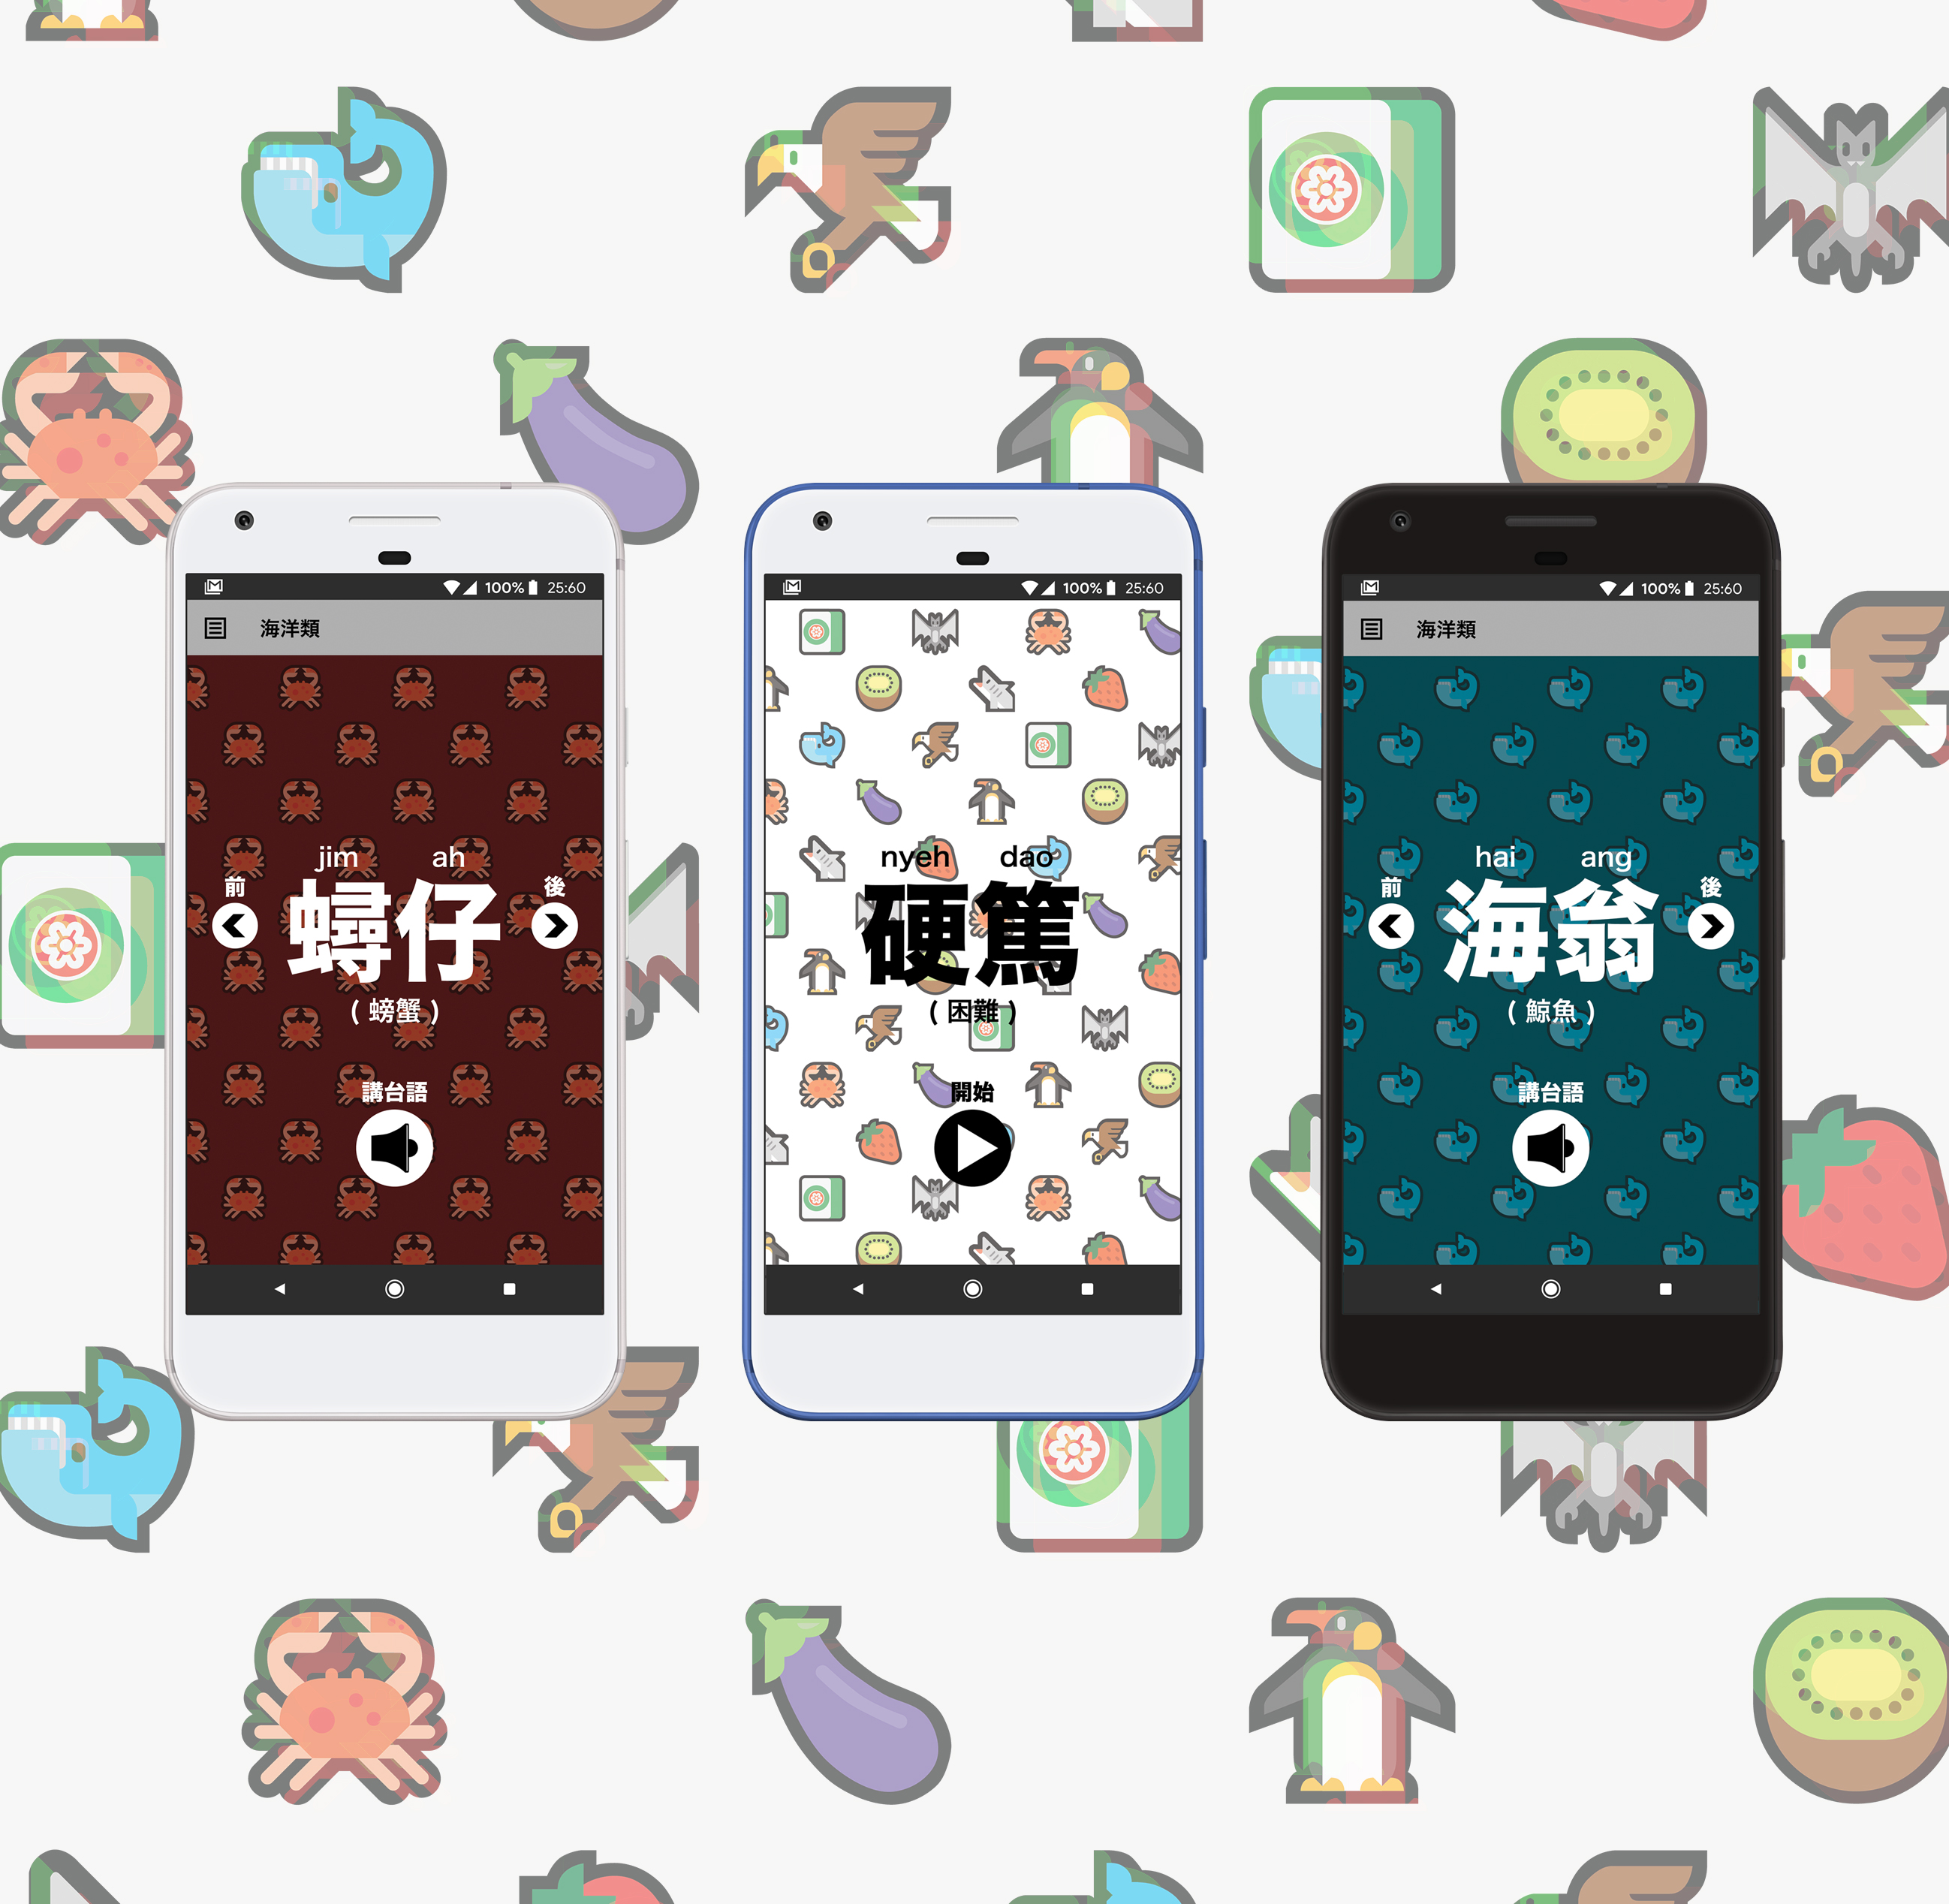 100% 25:60
海洋類
jim ah
蟳仔
( 螃蟹 )
前
後
講台語
100% 25:60
nyeh dao
硬篤
( 困難 )
開始
100% 25:60
海洋類
hai ang
海翁
( 鯨魚 )
前
後
講台語